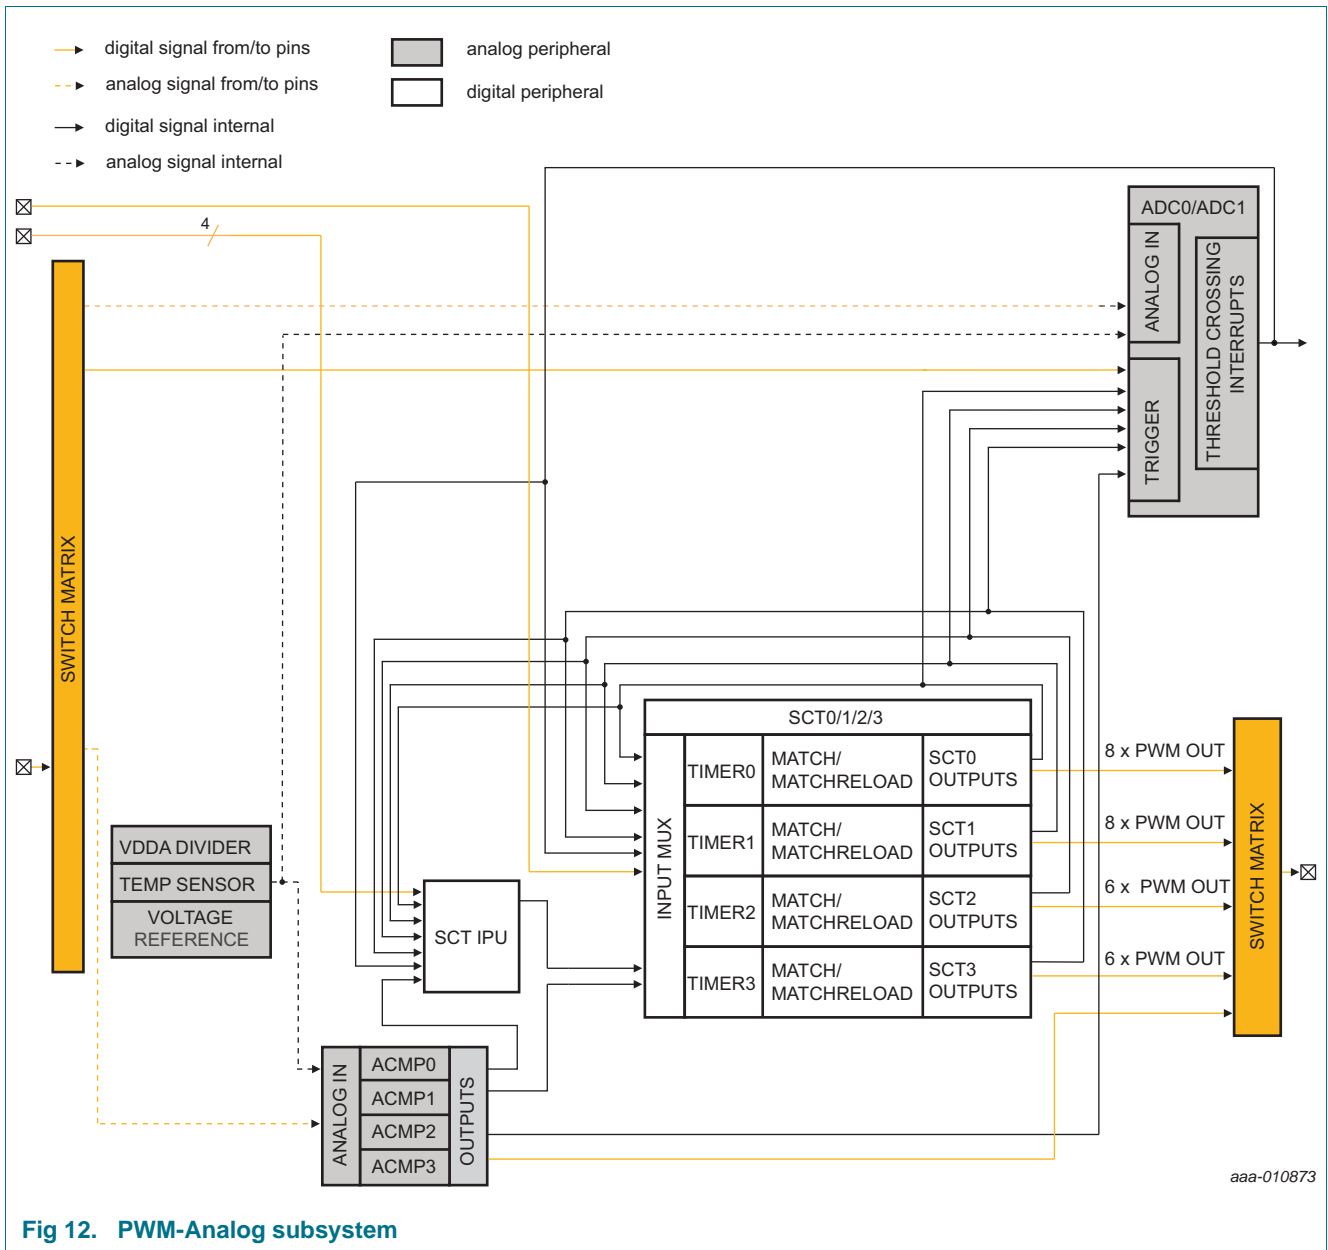 digital signal from/to pins
analog signal from/to pins
digital signal internal
analog signal internal
analog peripheral
digital peripheral
4
ADC0/ADC1
ANALOG IN
THRESHOLD CROSSING
INTERRUPTS
TRIGGER
SWITCH MATRIX
SCT0/1/2/3
INPUT MUX
TIMER0
MATCH/
MATCHRELOAD
SCT0
OUTPUTS
TIMER1
MATCH/
MATCHRELOAD
SCT1
OUTPUTS
TIMER2
MATCH/
MATCHRELOAD
SCT2
OUTPUTS
TIMER3
MATCH/
MATCHRELOAD
SCT3
OUTPUTS
8 x PWM OUT
8 x PWM OUT
6 x PWM OUT
6 x PWM OUT
SWITCH MATRIX
VDDA DIVIDER
TEMP SENSOR
VOLTAGE
REFERENCE
SCT IPU
ANALOG IN
ACMP0
ACMP1
ACMP2
ACMP3
OUTPUTS
aaa-010873
Fig 12. PWM-Analog subsystem